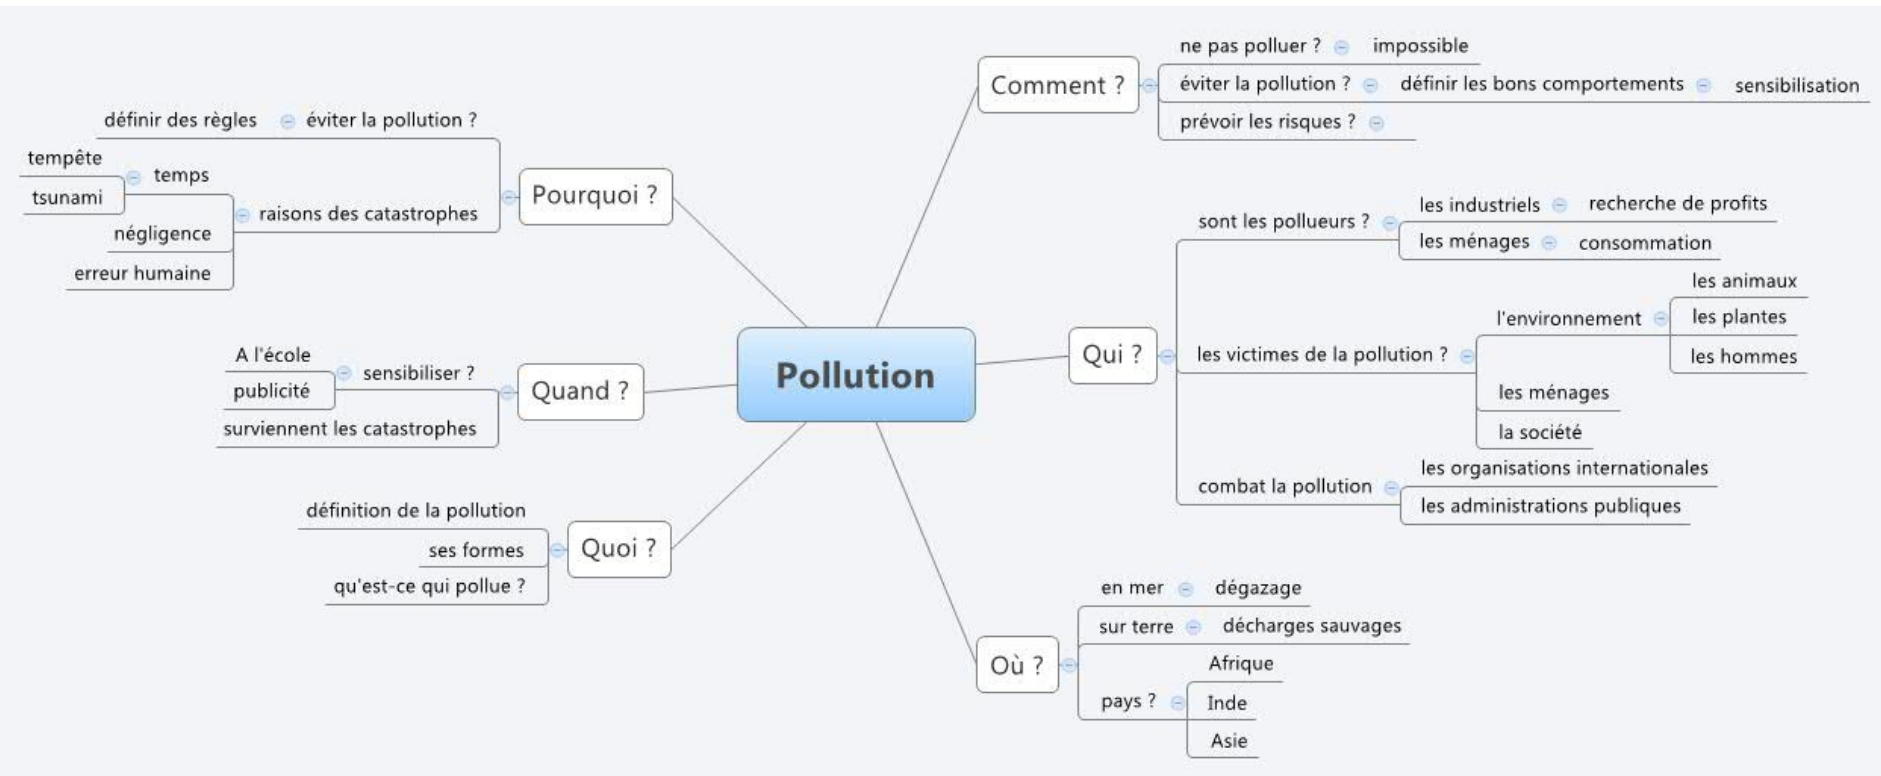 Pollution
Comment ?
ne pas polluer ? impossible
éviter la pollution ? définir les bons comportements sensibilisation
prévoir les risques ?
Qui ?
sont les pollueurs ?
les industriels recherche de profits
les ménages consommation
les victimes de la pollution ?
l'environnement
les animaux
les plantes
les hommes
les ménages
la société
combat la pollution
les organisations internationales
les administrations publiques
Où ?
en mer dégazage
sur terre décharges sauvages
pays ?
Afrique
Inde
Asie
Pourquoi ?
définir des règles éviter la pollution ?
raisons des catastrophes
temps
tempête
tsunami
négligence
erreur humaine
Quand ?
sensibiliser ?
A l'école
publicité
surviennent les catastrophes
Quoi ?
définition de la pollution
ses formes
qu'est-ce qui pollue ?